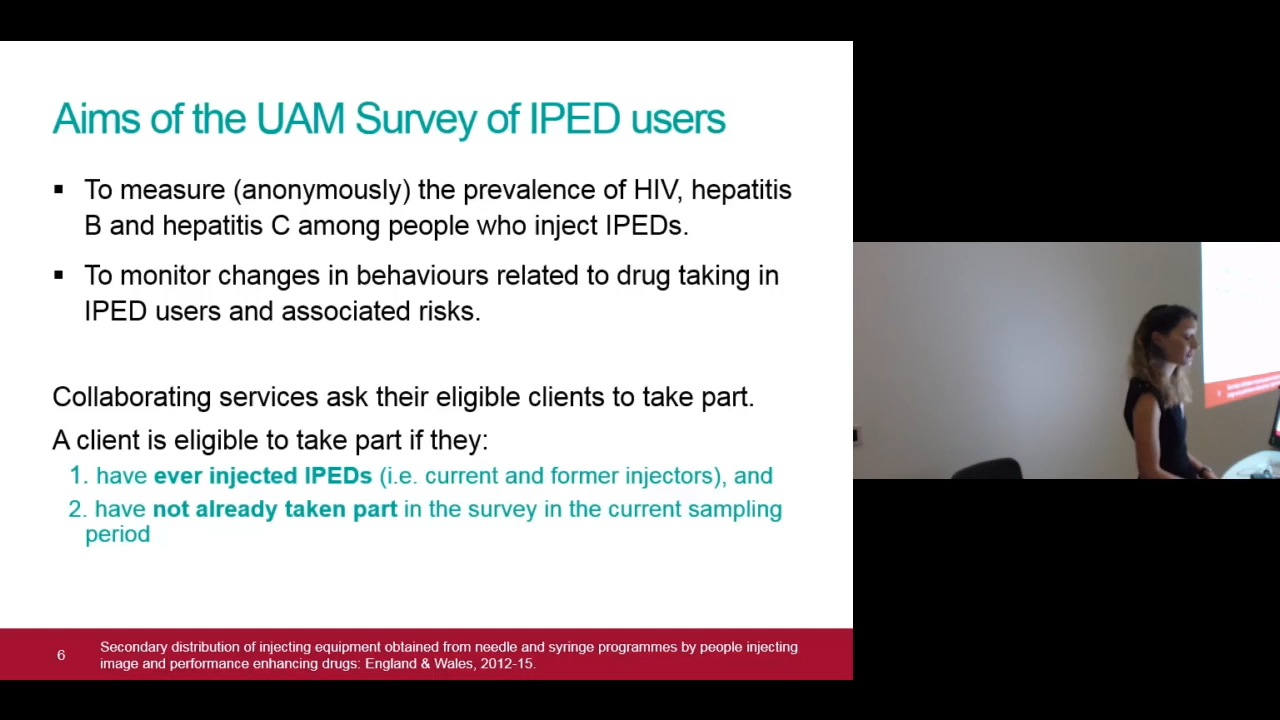 Aims of the UAM Survey of IPED users
▪ To measure (anonymously) the prevalence of HIV, hepatitis
B and hepatitis C among people who inject IPEDs.
▪ To monitor changes in behaviours related to drug taking in
IPED users and associated risks.
Collaborating services ask their eligible clients to take part.
A client is eligible to take part if they:
1. have ever injected IPEDs (i.e. current and former injectors), and
2. have not already taken part in the survey in the current sampling
period
6
Secondary distribution of injecting equipment obtained from needle and syringe programmes by people injecting
image and performance enhancing drugs: England & Wales, 2012-15.